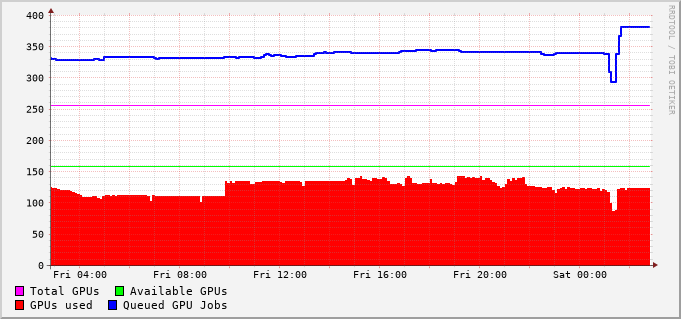 400
350
300
250
200
150
100
50
0
Fri 04:00 Fri 08:00 Fri 12:00 Fri 16:00 Fri 20:00 Sat 00:00
Total GPUs Available GPUs
GPUs used Queued GPU Jobs
RRDTOOL / TOBI OETIKER